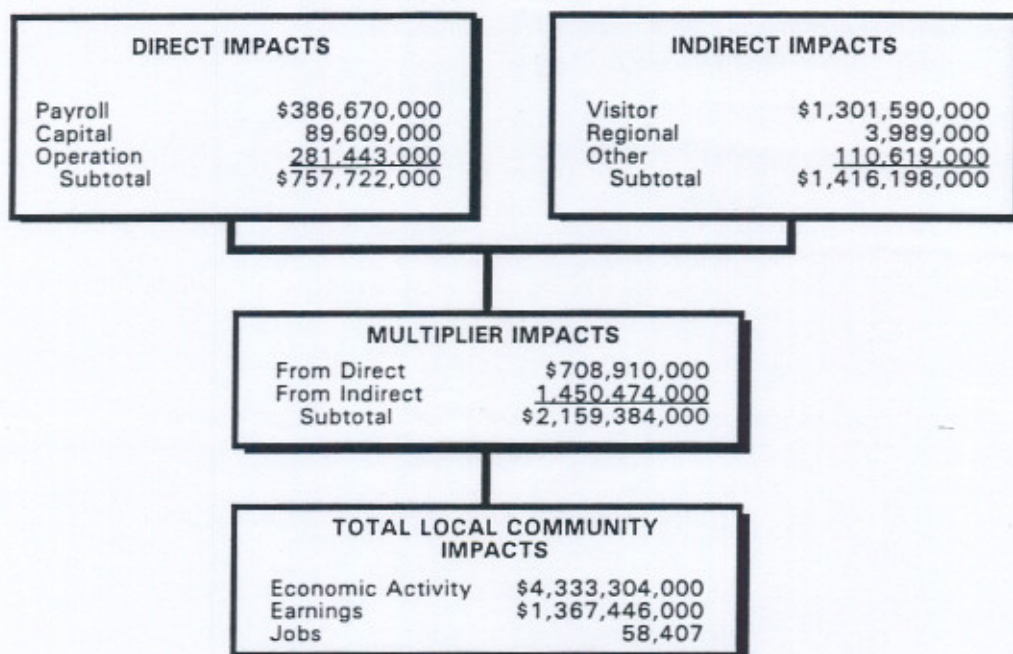 DIRECT IMPACTS
Payroll $386,670,000
Capital 89,609,000
Operation 281,443,000
Subtotal $757,722,000
INDIRECT IMPACTS
Visitor $1,301,590,000
Regional 3,989,000
Other 110,619,000
Subtotal $1,416,198,000
MULTIPLIER IMPACTS
From Direct $708,910,000
From Indirect 1,450,474,000
Subtotal $2,159,384,000
TOTAL LOCAL COMMUNITY
IMPACTS
Economic Activity $4,333,304,000
Earnings $1,367,446,000
Jobs 58,407